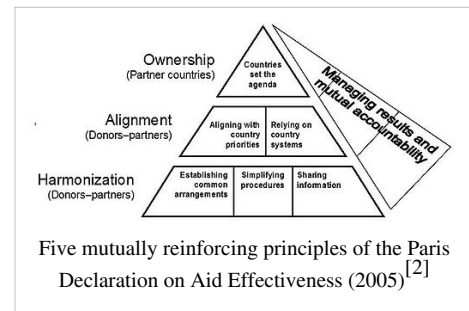 Ownership
(Partner countries)
Countries
set the
agenda
Managing results and
mutual accountability
Alignment
(Donors–partners)
Aligning with
country
priorities
Relying on
country
systems
Harmonization
(Donors–partners)
Establishing
common
arrangements
Simplifying
procedures
Sharing
information
Five mutually reinforcing principles of the Paris
Declaration on Aid Effectiveness (2005)[2]